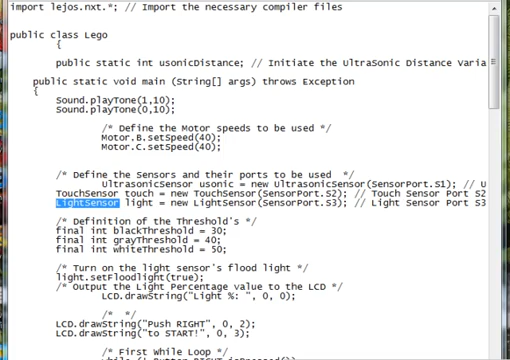 import lejos.nxt.*; // Import the necessary compiler files
public class Lego
{
public static int usonicDistance; // Initiate the UltraSonic Distance Varia
public static void main (String[] args) throws Exception
{
Sound.playTone(1,10);
Sound.playTone(0,10);
/* Define the Motor speeds to be used */
Motor.B.setSpeed(40);
Motor.C.setSpeed(40);
/* Define the Sensors and their ports to be used */
UltrasonicSensor usonic = new UltrasonicSensor(SensorPort.S1); // U
TouchSensor touch = new TouchSensor(SensorPort.S2); // Touch Sensor Port S2
LightSensor light = new LightSensor(SensorPort.S3); // Light Sensor Port S3
/* Definition of the Threshold's */
final int blackThreshold = 30;
final int grayThreshold = 40;
final int whiteThreshold = 50;
/* Turn on the light sensor's flood light */
light.setFloodlight(true);
/* Output the Light Percentage value to the LCD */
LCD.drawString("Light %: ", 0, 0);
/* */
LCD.drawString("Push RIGHT", 0, 2);
LCD.drawString("to START!", 0, 3);
/* First While Loop */